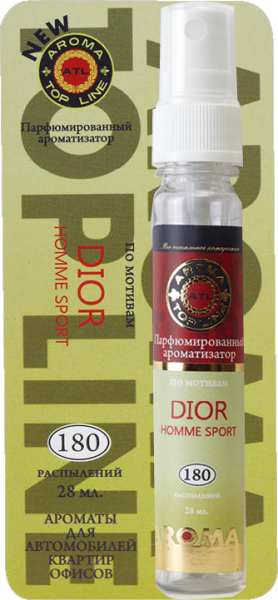 NEW
AROMA
ATL
TOP LINE
Парфюмированный
ароматизатор
AROMA
TOP LINE
по мотивам
DIOR
HOMME SPORT
180
РАСПЫЛЕНИЙ
28 мл.
АРОМАТЫ
ДЛЯ
АВТОМОБИЛЕЙ
КВАРТИР
ОФИСОВ
AROMA
ATL
TOP LINE
Парфюмированный
ароматизатор
по мотивам
DIOR
HOMME SPORT
180
РАСПЫЛЕНИЙ
28 мл.
AROMA